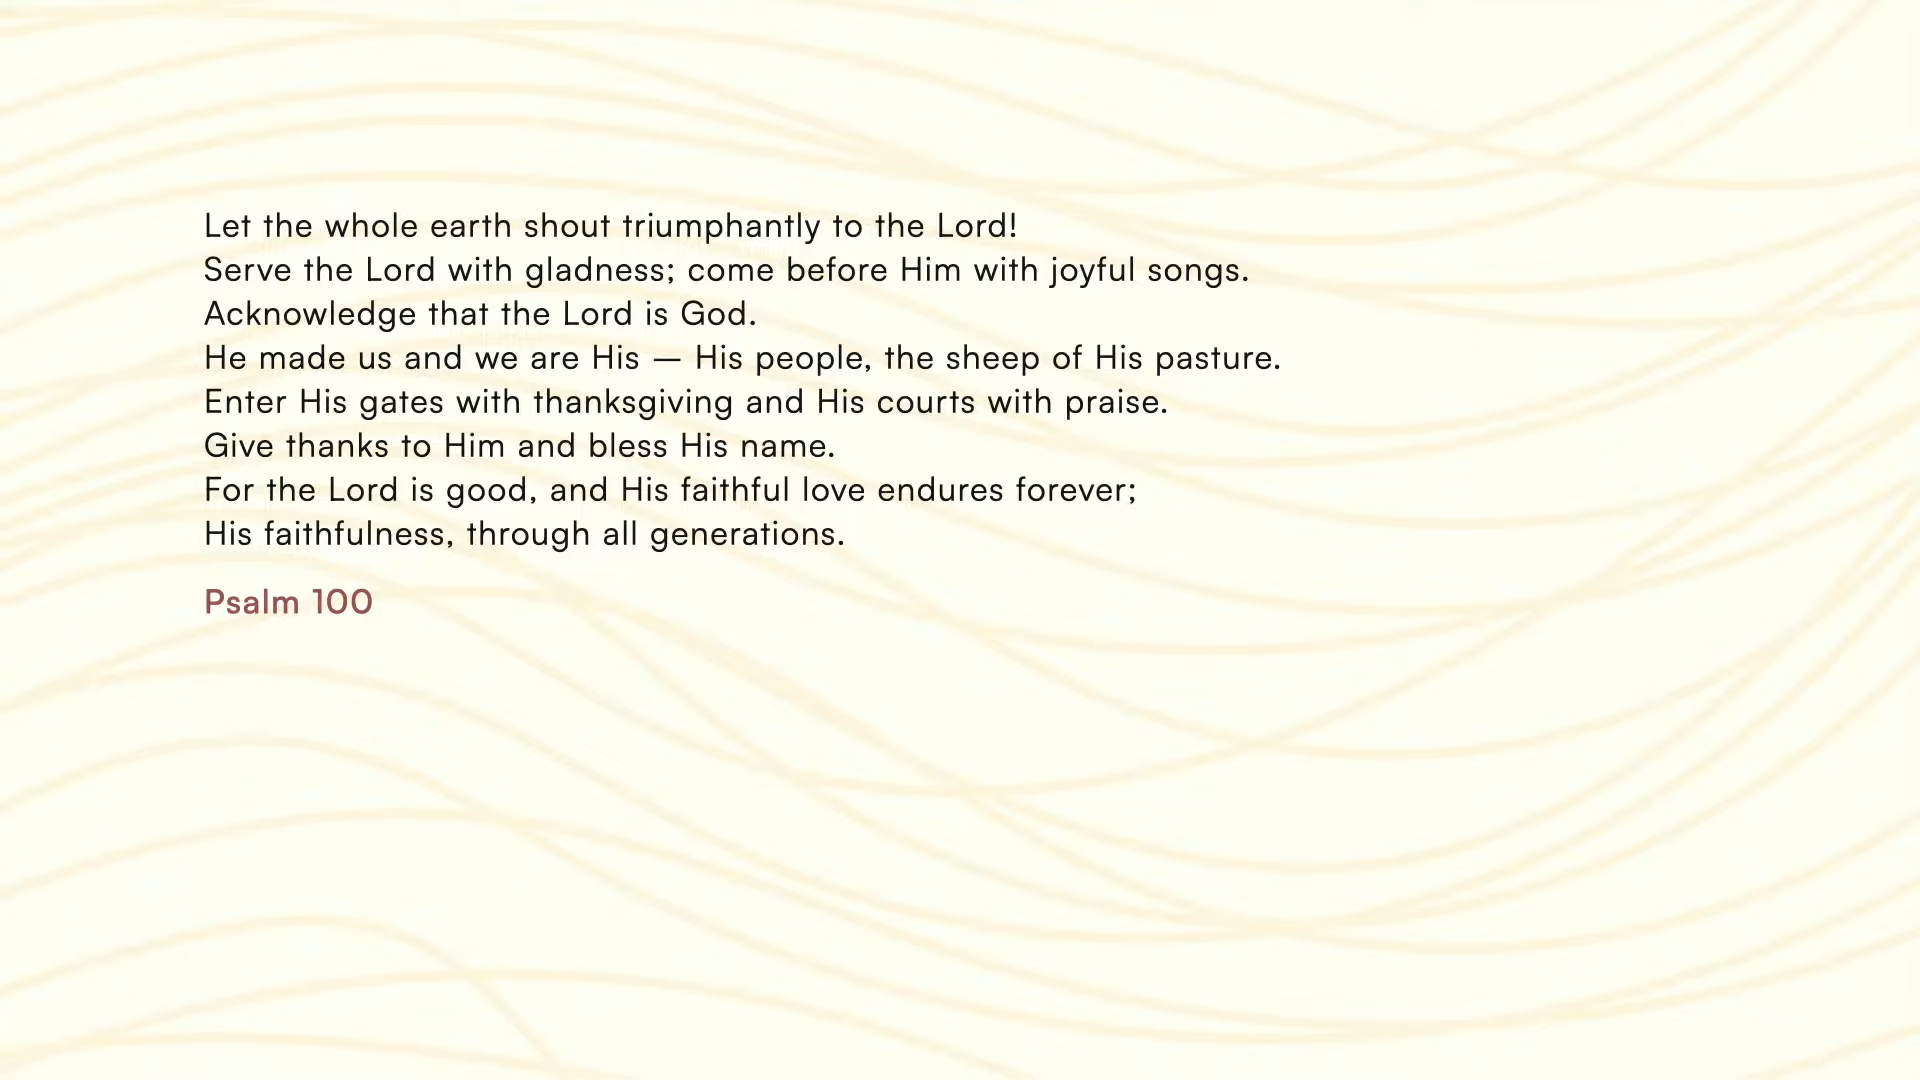 Let the whole earth shout triumphantly to the Lord!
Serve the Lord with gladness; come before Him with joyful songs.
Acknowledge that the Lord is God.
He made us and we are His — His people, the sheep of His pasture.
Enter His gates with thanksgiving and His courts with praise.
Give thanks to Him and bless His name.
For the Lord is good, and His faithful love endures forever;
His faithfulness, through all generations.
Psalm 100